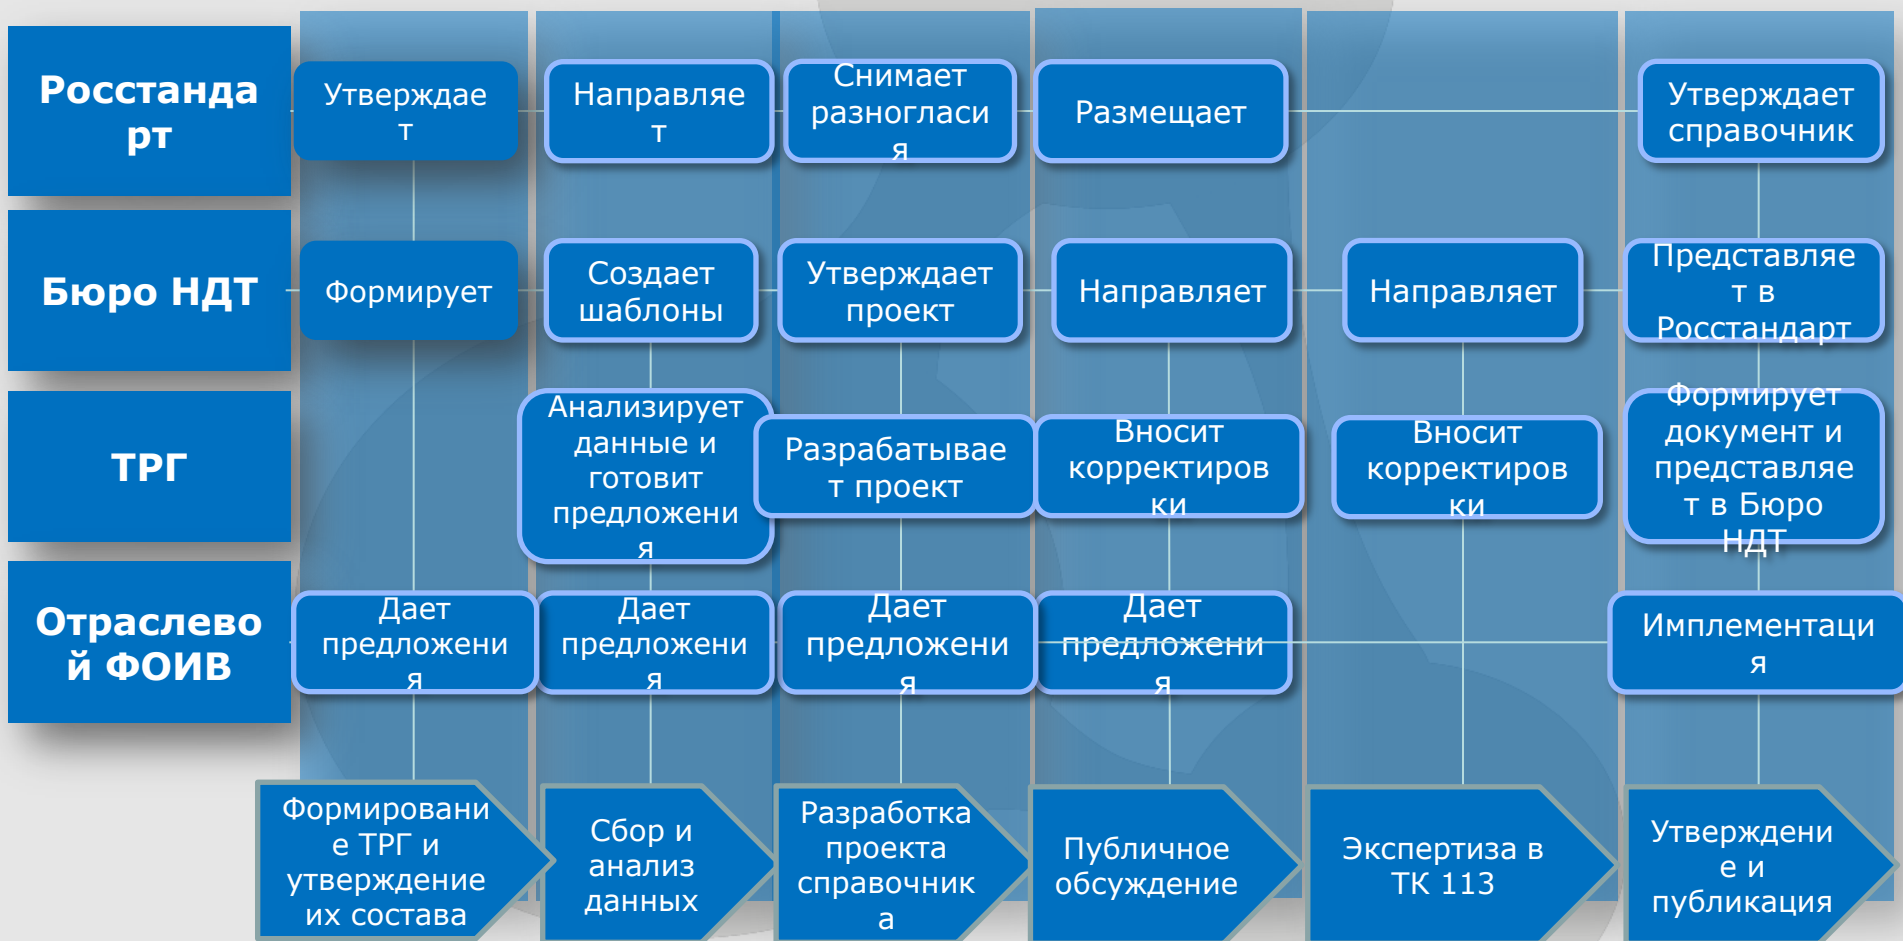 Росстанда
рт
Утверждае
т
Направляе
т
Снимает
разногласи
я
Размещает
Утверждает
справочник
Бюро НДТ
Формирует
Создает
шаблоны
Утверждает
проект
Направляет
Направляет
Представляе
т в
Росстандарт
ТРГ
Анализирует
данные и
готовит
предложени
я
Разрабатывае
т проект
Вносит
корректиров
ки
Вносит
корректиров
ки
Формирует
документ и
представляе
т в Бюро
НДТ
Отраслево
й ФОИВ
Дает
предложени
я
Дает
предложени
я
Дает
предложени
я
Дает
предложени
я
Имплементаци
я
Формировани
е ТРГ и
утверждение
их состава
Сбор и
анализ
данных
Разработка
проекта
справочник
а
Публичное
обсуждение
Экспертиза в
ТК 113
Утверждени
е и
публикация